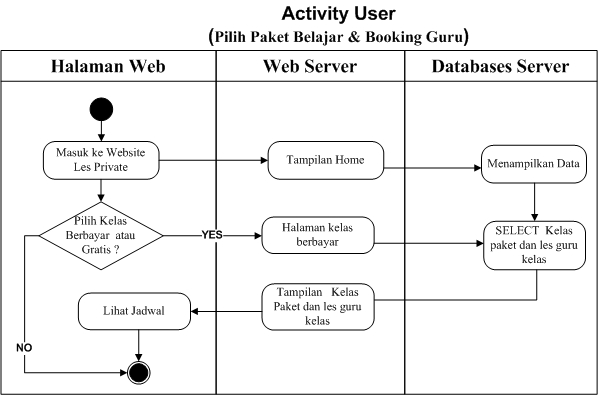 Activity User
(Pilih Paket Belajar & Booking Guru)
Halaman Web
Web Server
Databases Server
Masuk ke Website
Les Private
Tampilan Home
Menampilkan Data
Pilih Kelas
Berbayar atau
Gratis ?
YES
Halaman kelas
berbayar
SELECT Kelas
paket dan les guru
kelas
Lihat Jadwal
Tampilan Kelas
Paket dan les guru
kelas
NO